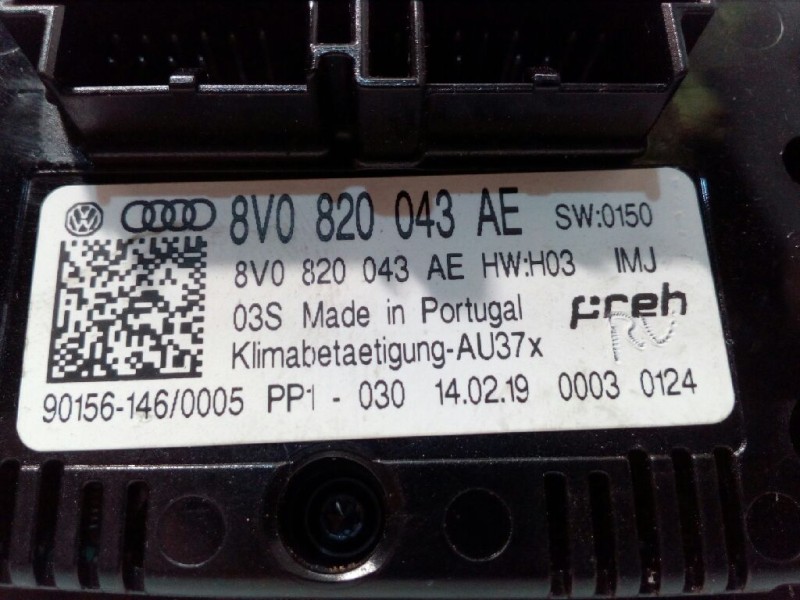 8V0 820 043 AE SW:0150
8V0 820 043 AE HW:H03 IMJ
03S Made in Portugal preh
Klimabetaetigung-AU37x RU
90156-146/0005 PP1 - 030 14.02.19 0003 0124